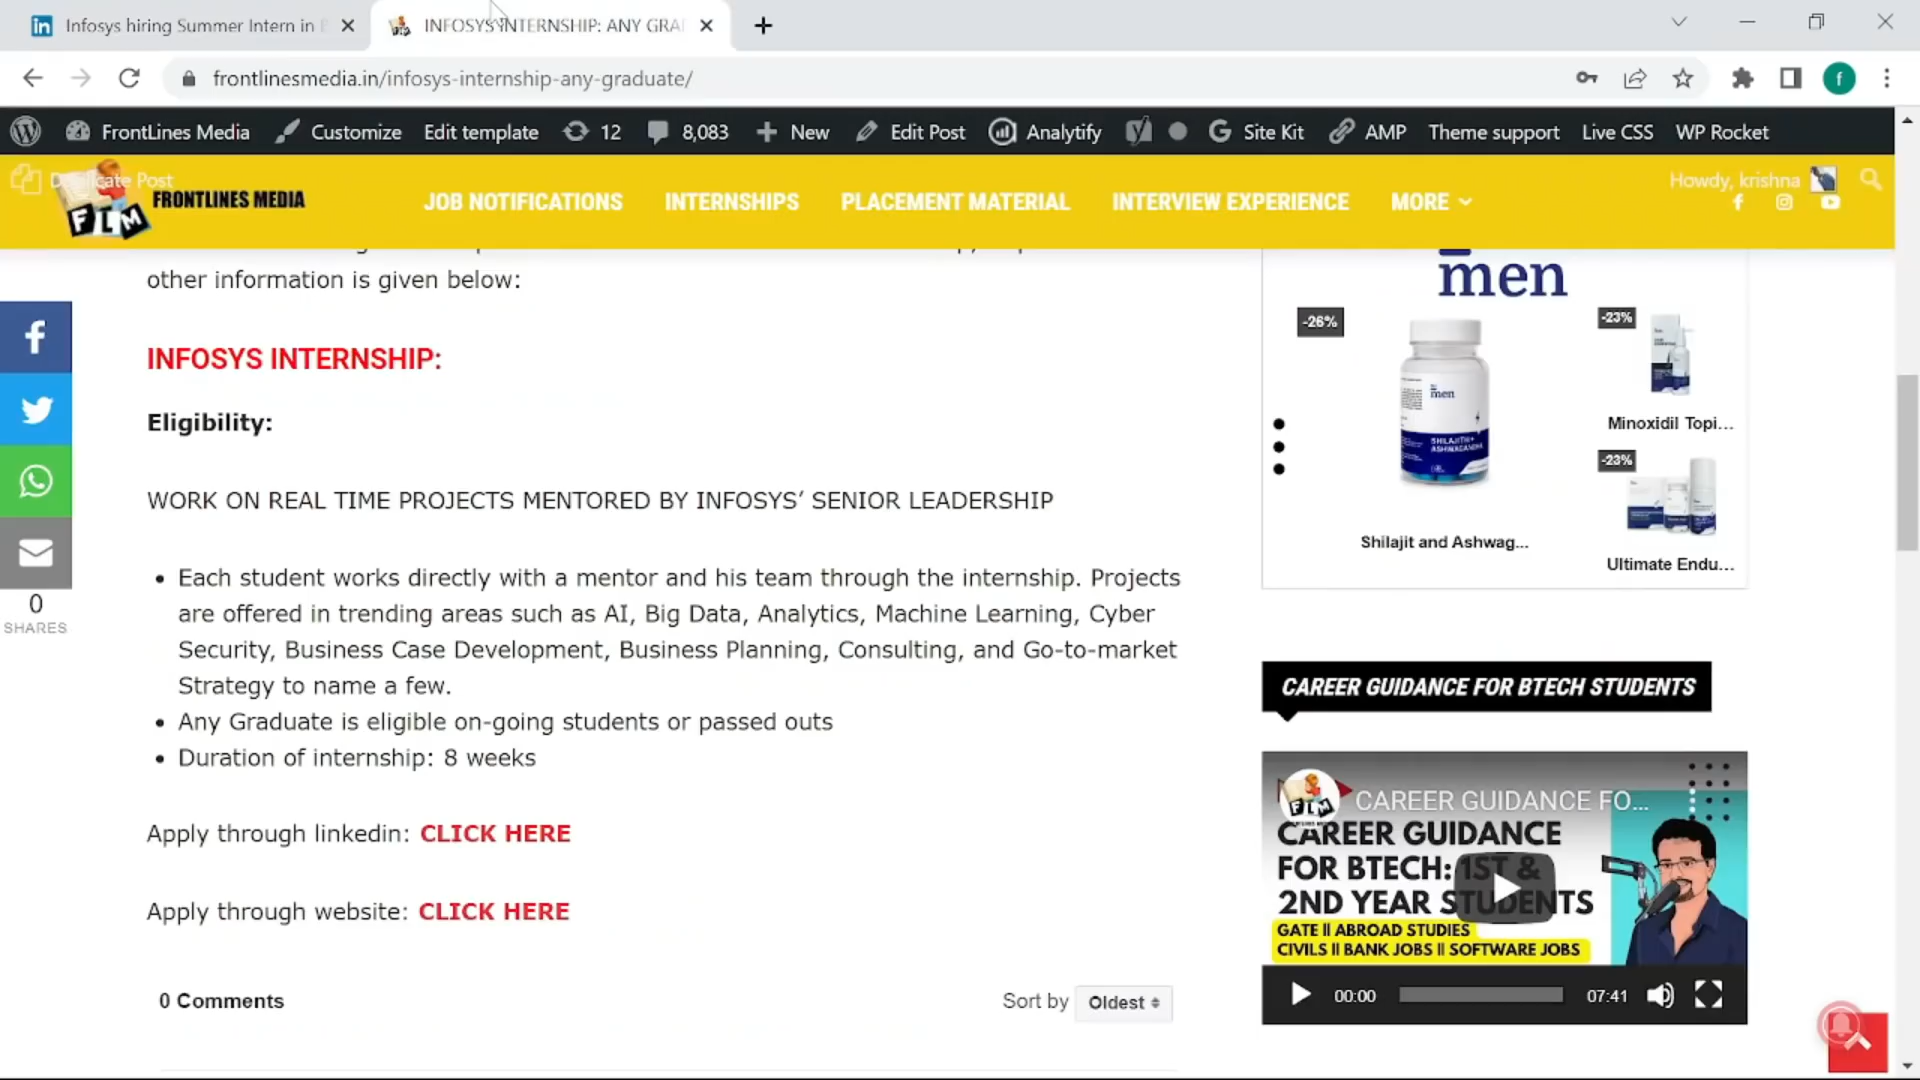 Infosys hiring Summer Intern in
INFOSYS INTERNSHIP: ANY GRA
frontlinesmedia.in/infosys-internship-any-graduate/
f
FrontLines Media Customize Edit template 12 8,083 New Edit Post Analytify Site Kit AMP Theme support Live CSS WP Rocket
Duplicate Post
Howdy, krishna
FLM
FRONTLINES MEDIA
JOB NOTIFICATIONS INTERNSHIPS PLACEMENT MATERIAL INTERVIEW EXPERIENCE MORE
other information is given below:
INFOSYS INTERNSHIP:
Eligibility:
WORK ON REAL TIME PROJECTS MENTORED BY INFOSYS’ SENIOR LEADERSHIP
• Each student works directly with a mentor and his team through the internship. Projects
are offered in trending areas such as AI, Big Data, Analytics, Machine Learning, Cyber
Security, Business Case Development, Business Planning, Consulting, and Go-to-market
Strategy to name a few.
• Any Graduate is eligible on-going students or passed outs
• Duration of internship: 8 weeks
Apply through linkedin: CLICK HERE
Apply through website: CLICK HERE
0 Comments
Sort by Oldest
0
SHARES
men
-26%
men
SHILAJITH+
ASHWAGANDHA
Shilajit and Ashwag...
-23%
Minoxidil Topi...
-23%
Ultimate Endu...
CAREER GUIDANCE FOR BTECH STUDENTS
FLM
CAREER GUIDANCE FO...
CAREER GUIDANCE
FOR BTECH: 1ST &
2ND YEAR STUDENTS
GATE || ABROAD STUDIES
CIVILS || BANK JOBS || SOFTWARE JOBS
00:00 07:41